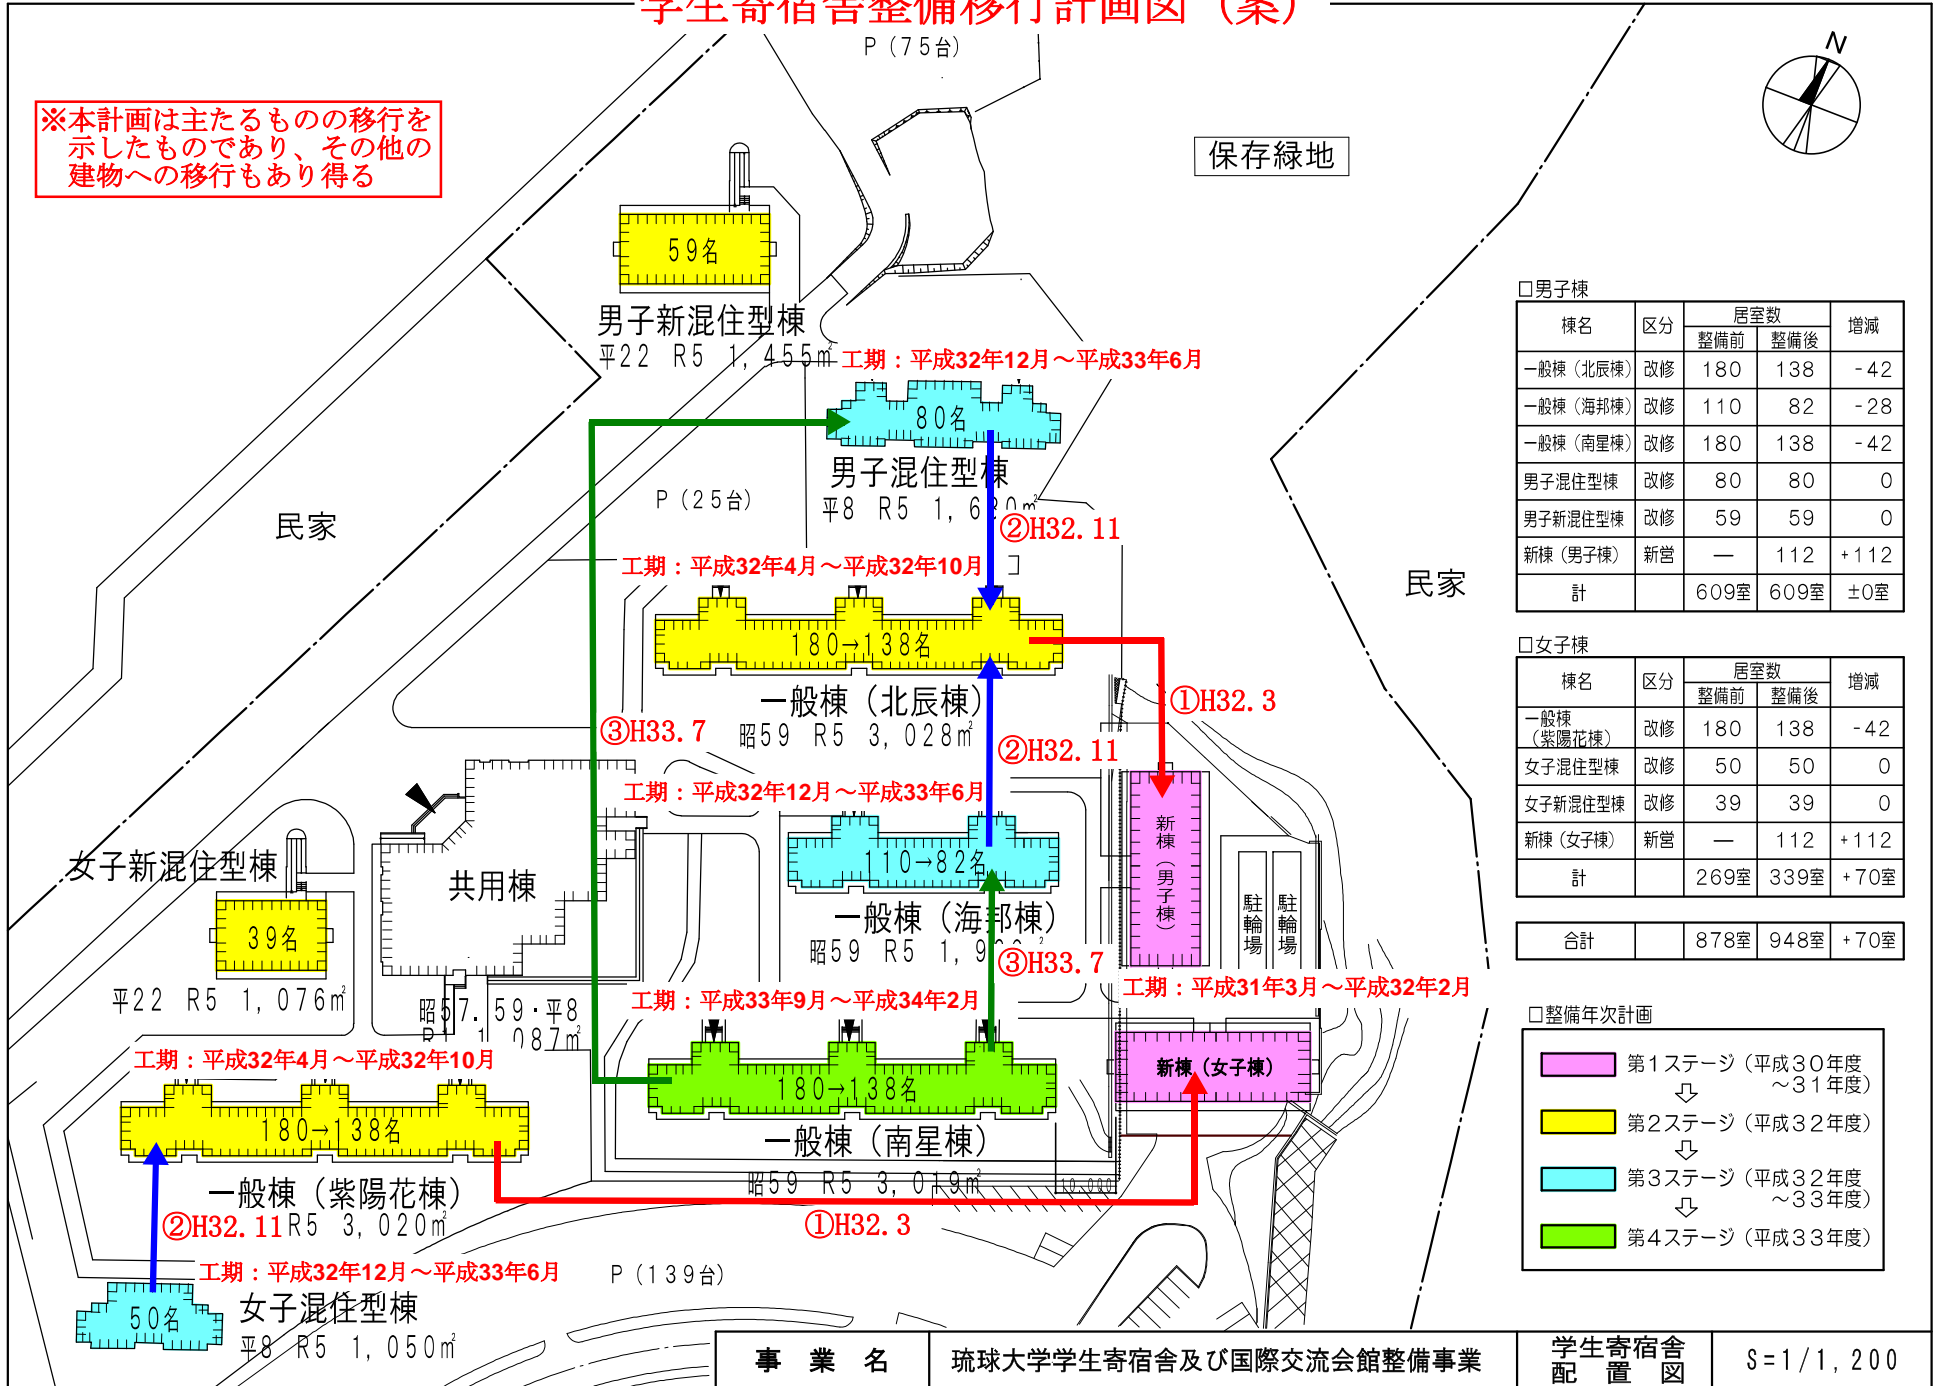 学生寄宿舎整備移行計画図（案）
※本計画は主たるものの移行を
示したものであり、その他の
建物への移行もあり得る
P（75台）
N
保存緑地
59名
男子新混住型棟
平22 R5 1,455㎡
工期：平成32年12月～平成33年6月
80名
男子混住型棟
平8 R5 1,6 0㎡
P（25台）
②H32.11
民家
民家
工期：平成32年4月～平成32年10月
180→138名
一般棟（北辰棟）
昭59 R5 3,028㎡
①H32.3
③H33.7
②H32.11
工期：平成32年12月～平成33年6月
110→82名
一般棟（海邦棟）
昭59 R5 1,9
③H33.7
新棟（男子棟）
駐輪場
駐輪場
工期：平成31年3月～平成32年2月
新棟（女子棟）
女子新混住型棟
39名
平22 R5 1,076㎡
共用棟
昭57.59・平8
087㎡
工期：平成33年9月～平成34年2月
180→138名
一般棟（南星棟）
昭59 R5 3,019㎡
10,000
工期：平成32年4月～平成32年10月
180→138名
一般棟（紫陽花棟）
②H32.11
R5 3,020㎡
①H32.3
工期：平成32年12月～平成33年6月
50名
女子混住型棟
平8 R5 1,050㎡
P（139台）
□男子棟
棟名 区分 居室数 増減
整備前 整備後
一般棟（北辰棟） 改修 180 138 -42
一般棟（海邦棟） 改修 110 82 -28
一般棟（南星棟） 改修 180 138 -42
男子混住型棟 改修 80 80 0
男子新混住型棟 改修 59 59 0
新棟（男子棟） 新営 — 112 +112
計 609室 609室 ±0室
□女子棟
棟名 区分 居室数 増減
整備前 整備後
一般棟
（紫陽花棟） 改修 180 138 -42
女子混住型棟 改修 50 50 0
女子新混住型棟 改修 39 39 0
新棟（女子棟） 新営 — 112 +112
計 269室 339室 +70室
合計 878室 948室 +70室
□整備年次計画
第1ステージ（平成30年度
～31年度）
第2ステージ（平成32年度）
第3ステージ（平成32年度
～33年度）
第4ステージ（平成33年度）
事業名 琉球大学学生寄宿舎及び国際交流会館整備事業
学生寄宿舎
配置図
S=1/1,200